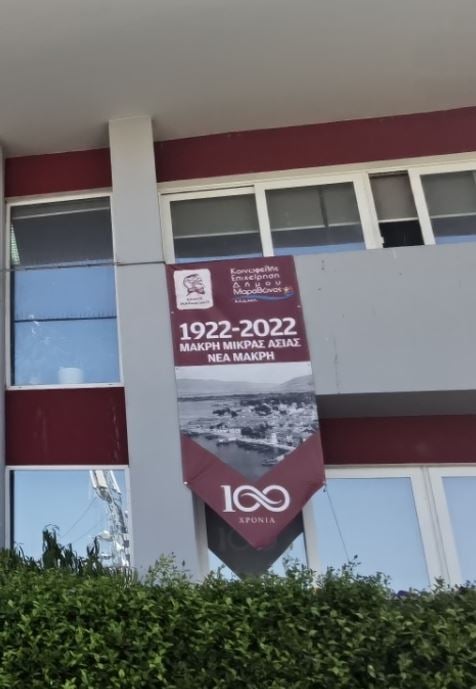 Κοινωφελής
Επιχείρηση
Δήμου
Μαραθώνος
1922-2022
ΜΑΚΡΗ ΜΙΚΡΑΣ ΑΣΙΑΣ
ΝΕΑ ΜΑΚΡΗ
100
ΧΡΟΝΙΑ